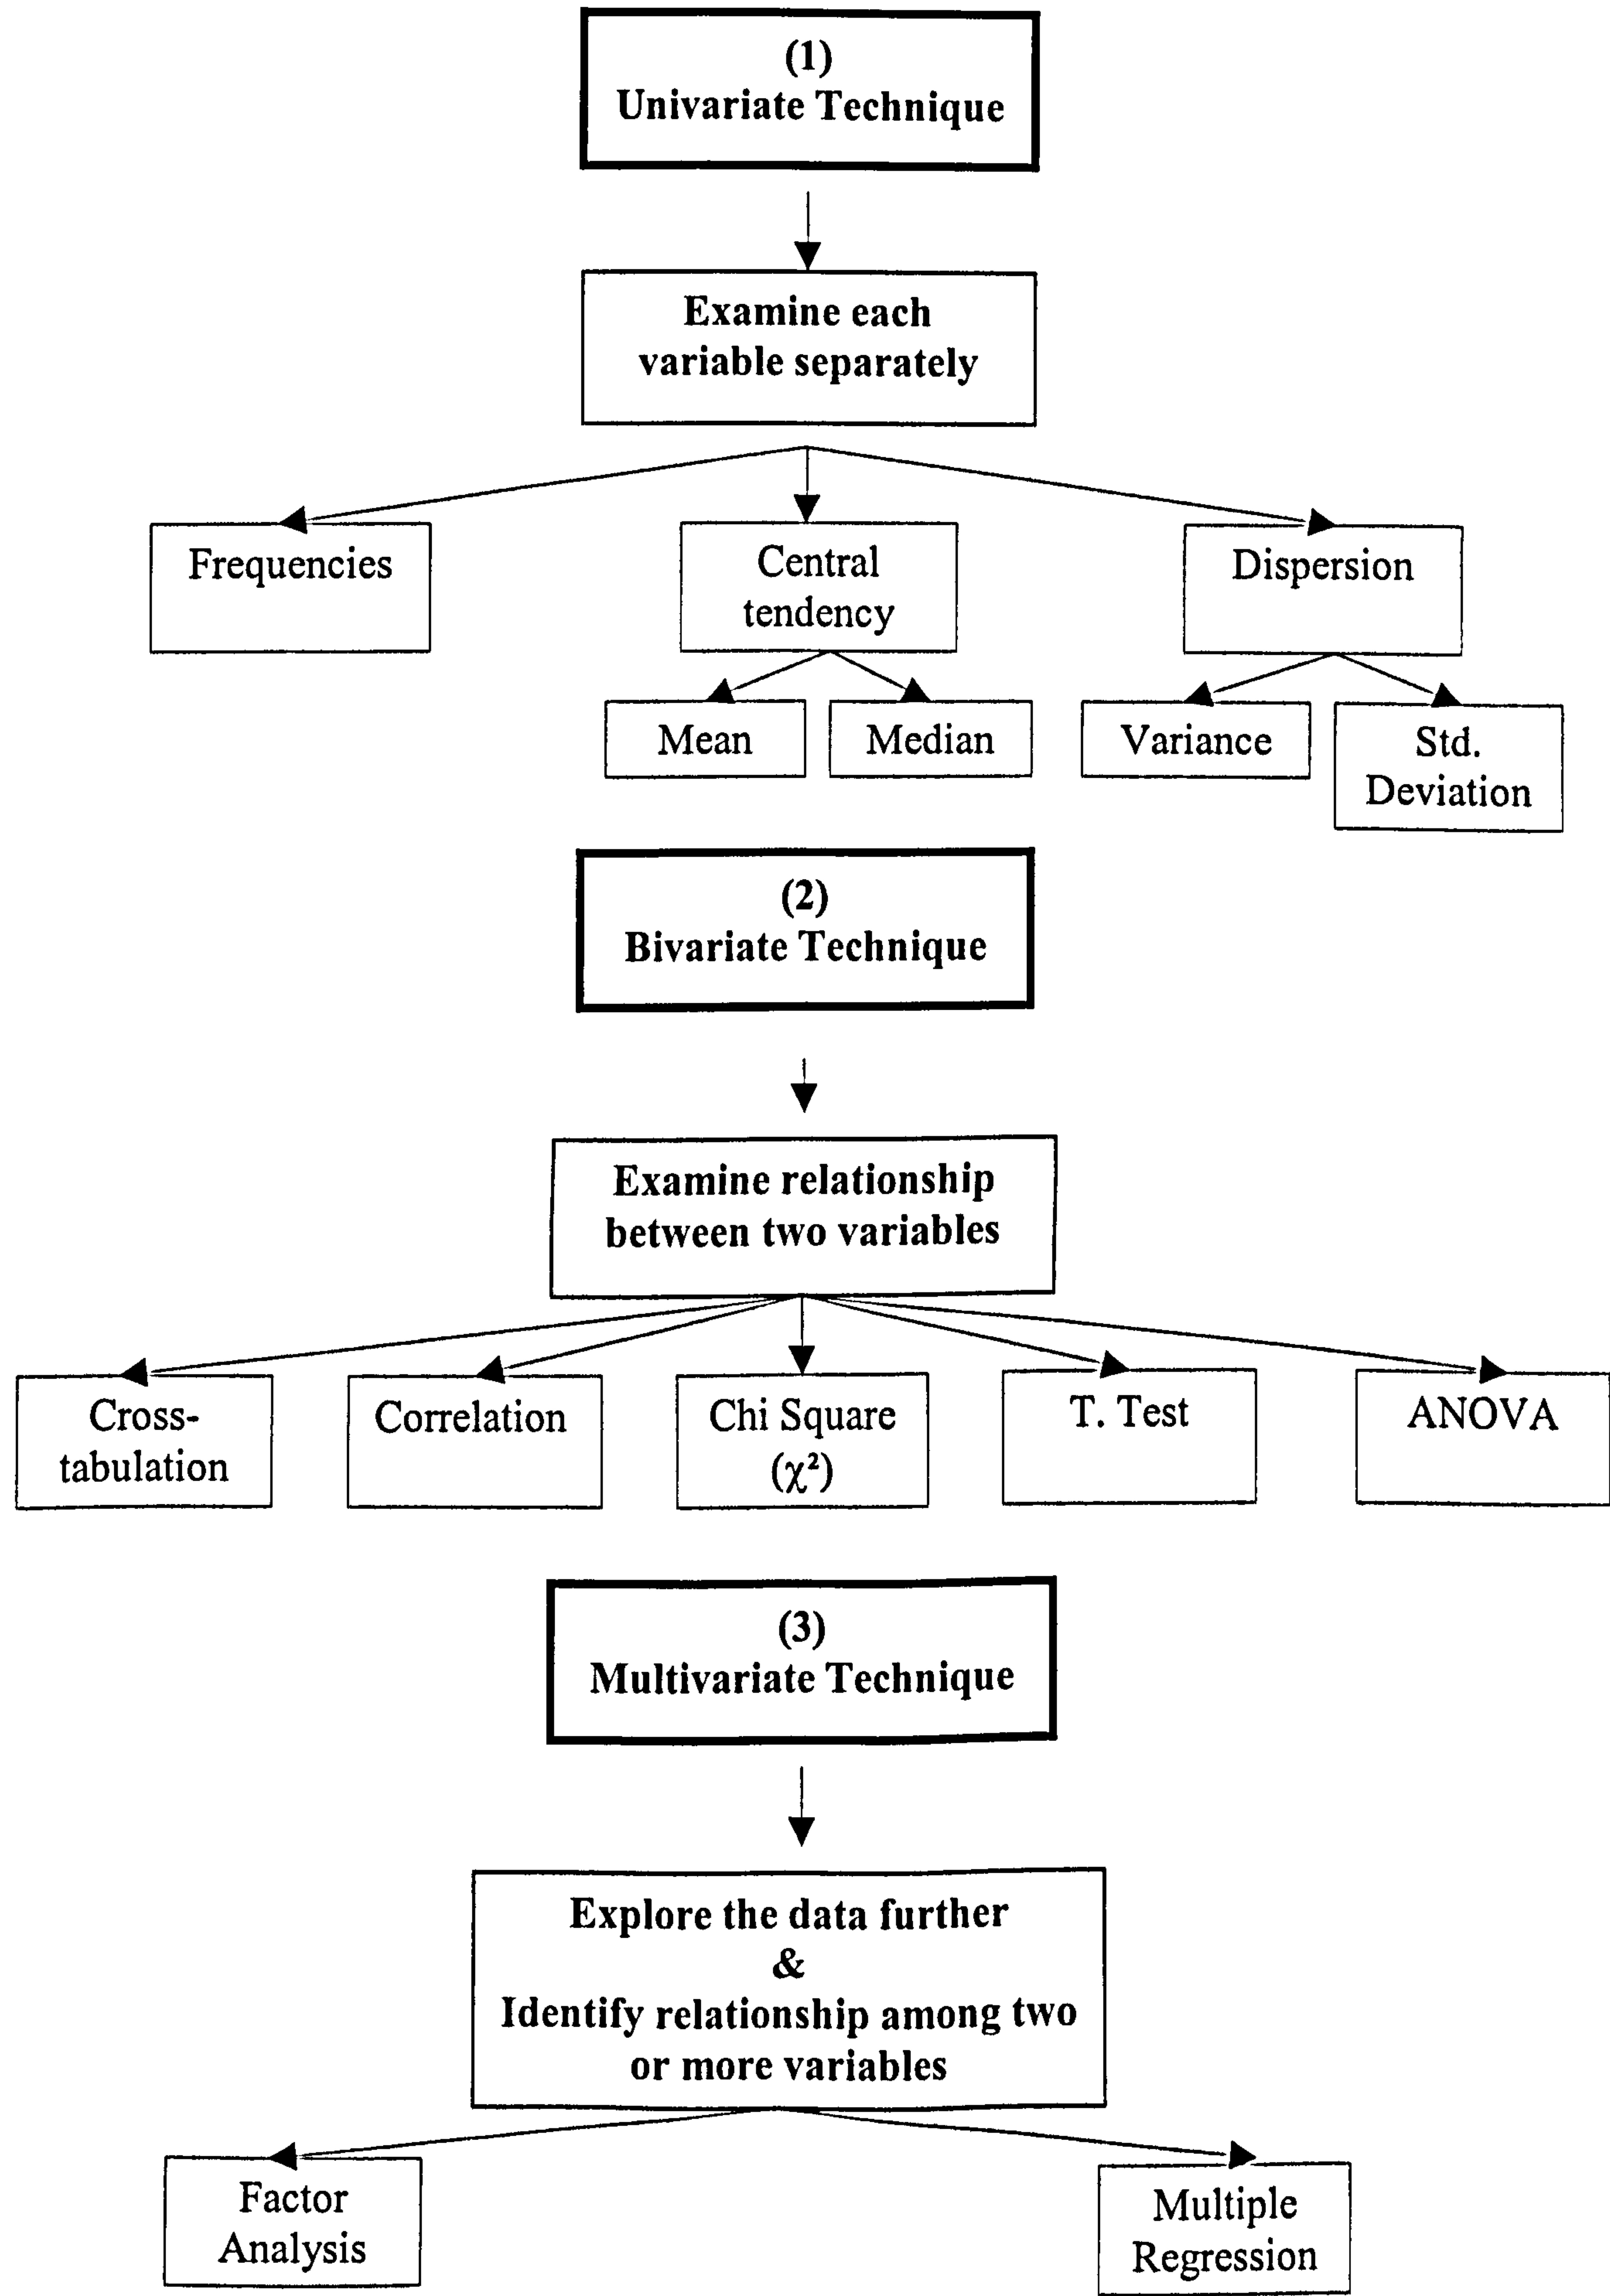 (1)
Univariate Technique
Examine each
variable separately
Frequencies
Central
tendency
Dispersion
Mean
Median
Variance
Std.
Deviation
(2)
Bivariate Technique
Examine relationship
between two variables
Cross-
tabulation
Correlation
Chi Square
(χ²)
T. Test
ANOVA
(3)
Multivariate Technique
Explore the data further
&
Identify relationship among two
or more variables
Factor
Analysis
Multiple
Regression